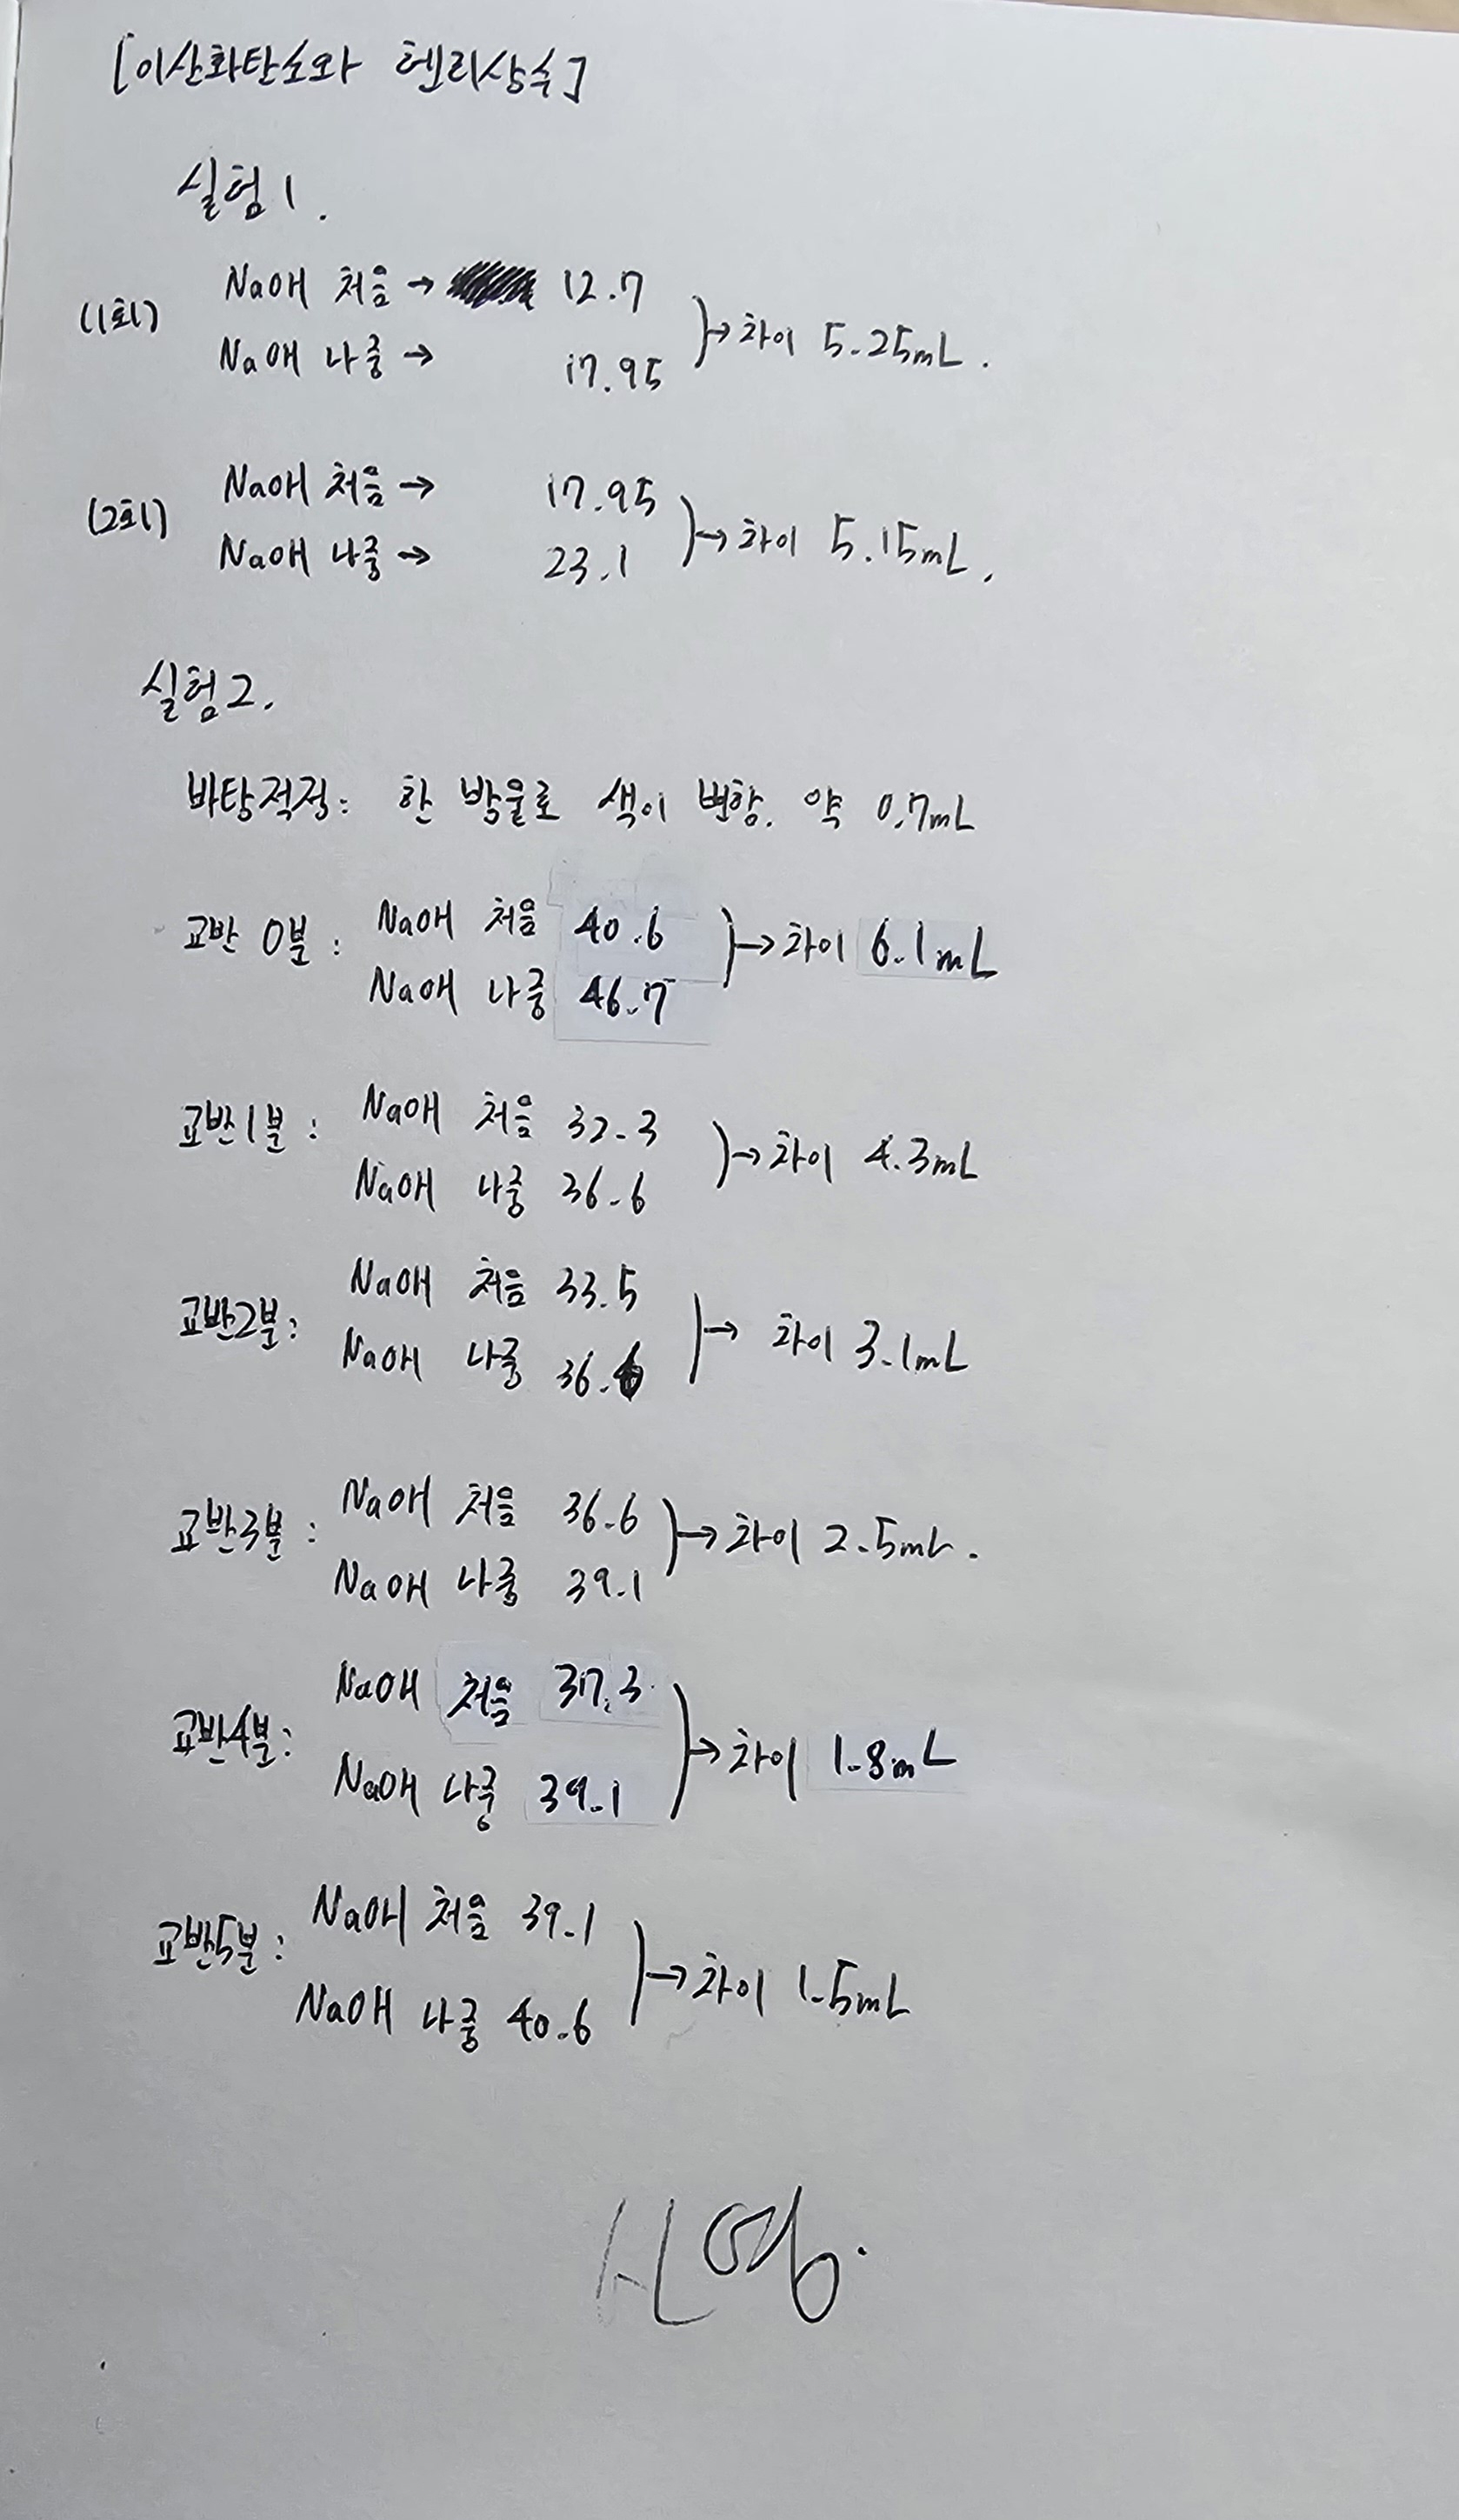 [이산화탄소와 헨리상수]
실험1.
(1회) NaOH 처음 → 12.7
NaOH 나중 → 17.95
→ 차이 5.25mL.
(2회) NaOH 처음 → 17.95
NaOH 나중 → 23.1
→ 차이 5.15mL.
실험2.
바탕적정: 한 방울로 색이 변함. 약 0.7mL
교반 0분: NaOH 처음 40.6
NaOH 나중 46.7
→ 차이 6.1mL
교반1분: NaOH 처음 32.3
NaOH 나중 36.6
→ 차이 4.3mL
교반2분: NaOH 처음 33.5
NaOH 나중 36.6
→ 차이 3.1mL
교반3분: NaOH 처음 36.6
NaOH 나중 39.1
→ 차이 2.5mL.
교반4분: NaOH 처음 37.3
NaOH 나중 39.1
→ 차이 1.8mL
교반5분: NaOH 처음 39.1
NaOH 나중 40.6
→ 차이 1.5mL